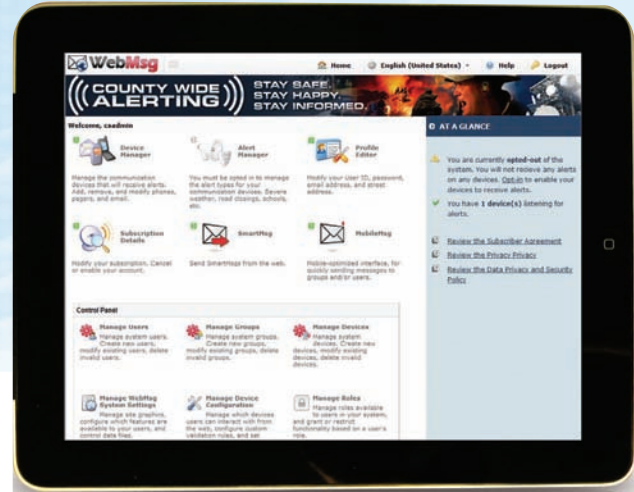 WebMsg
Home
English (United States)
Help
Logout
COUNTY WIDE
ALERTING
STAY SAFE.
STAY HAPPY.
STAY INFORMED.
Welcome, caadmin
Device
Manager
Manage the communication
devices that will receive alerts.
Add, remove, and modify phones,
pagers, and email.
Alert
Manager
You must be opted in to manage
the alert types for your
communication devices. Severe
weather, road closings, schools,
etc.
Profile
Editor
Modify your User ID, password,
email address, and street
address.
Subscription
Details
Modify your subscription. Cancel
or enable your account.
SmartMsg
Send SmartMsgs from the web.
MobileMsg
Mobile-optimized interface, for
quickly sending messages to
groups and/or users.
AT A GLANCE
You are currently opted-out of the
system. You will not recieve any alerts
on any devices. Opt-in to enable your
devices to receive alerts.
You have 1 device(s) listening for
alerts.
Review the Subscriber Agreement
Review the Privacy Privacy
Review the Data Privacy and Security
Policy
Control Panel
Manage Users
Manage system users.
Create new users,
modify existing users, delete
invalid users.
Manage Groups
Manage system groups.
Create new groups,
modify existing groups, delete
invalid groups.
Manage Devices
Manage system
devices. Create new
devices, modify existing
devices, delete invalid
devices.
Manage WebMsg
System Settings
Manage site graphics,
configure which features are
available to your users, and
control data files.
Manage Device
Configuration
Manage which devices
users can interact with from
the web, configure custom
validation rules, and set
Manage Roles
Manage roles available
to users in your system,
and grant or restrict
functionality based on a user's
role.